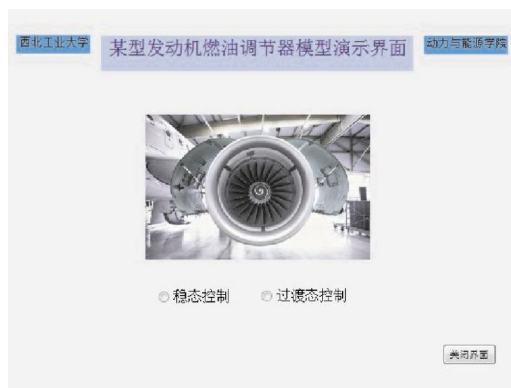 西北工业大学
某型发动机燃油调节器模型演示界面
动力与能源学院
稳态控制
过渡态控制
关闭界面